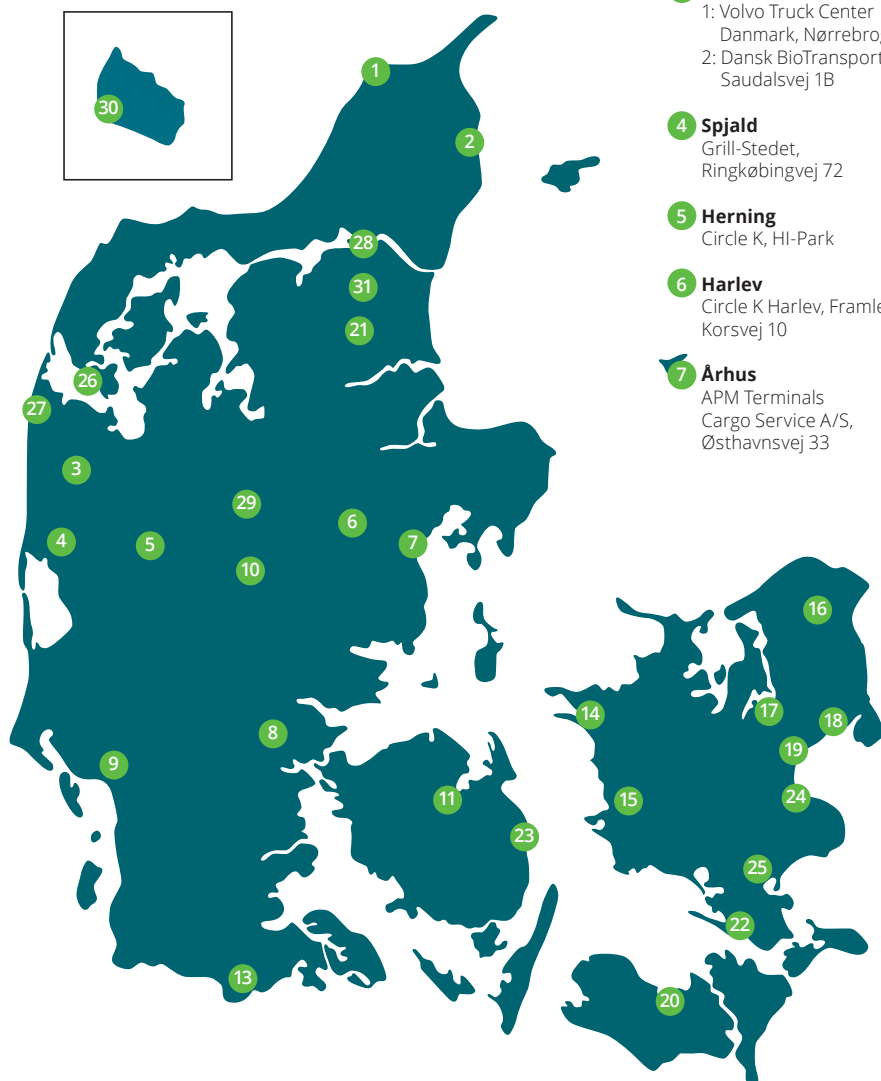 1: Volvo Truck Center
Danmark, Nørrebrog
2: Dansk BioTransport
Saudalsvej 1B
4 Spjald
Grill-Stedet,
Ringkøbingvej 72
5 Herning
Circle K, HI-Park
6 Harlev
Circle K Harlev, Framle
Korsvej 10
7 Århus
APM Terminals
Cargo Service A/S,
Østhavnsvej 33
1
30
2
28
31
21
26
27
3
29
6
4
5
7
10
16
17
14
18
8
19
9
24
11
15
23
25
22
13
20